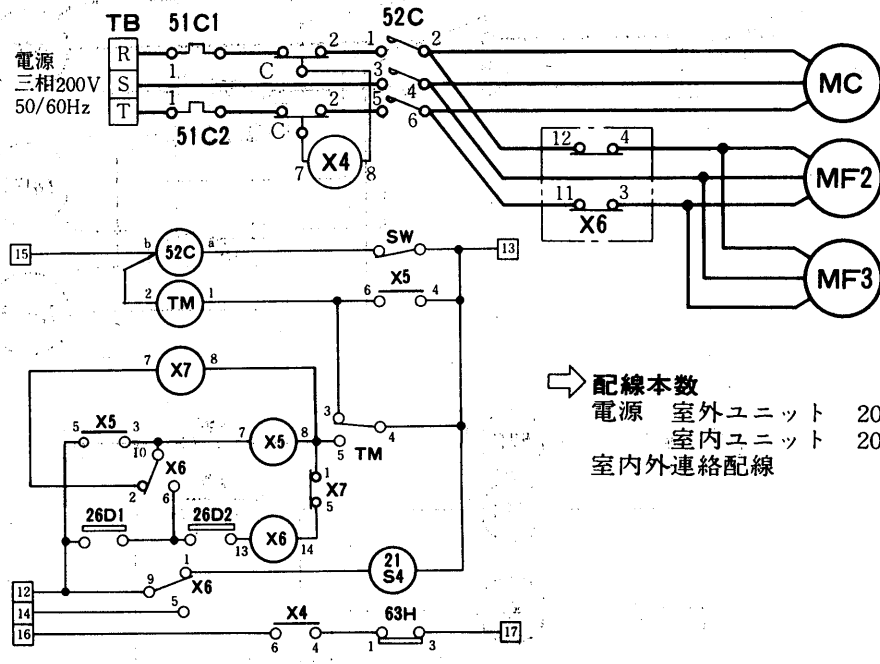 TB 51C1 52C
電源
三相200V
50/60Hz
R 2 1 2
S 1 C 3 4
T 1 2 5 6
51C2 C
7 X4 8
MC
12 4
11 3
X6
MF2
MF3
15 b 52C a SW 13
2 TM 1 6 X5 4
7 X7 8
3 4
5 TM
5 X5 3 7 X5 8
10 X6
2 6
1 X7
5
26D1 26D2
13 X6 14
1 21
S4
9 X6
12
14 5
16 X4 63H 17
6 4 1 3
配線本数
電源 室外ユニット 20
室内ユニット 20
室内外連絡配線